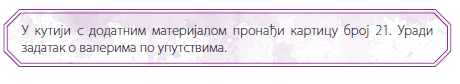 У кутији с додатним материјалом пронађи картицу број 21. Уради
задатак о валерима по упутствима.